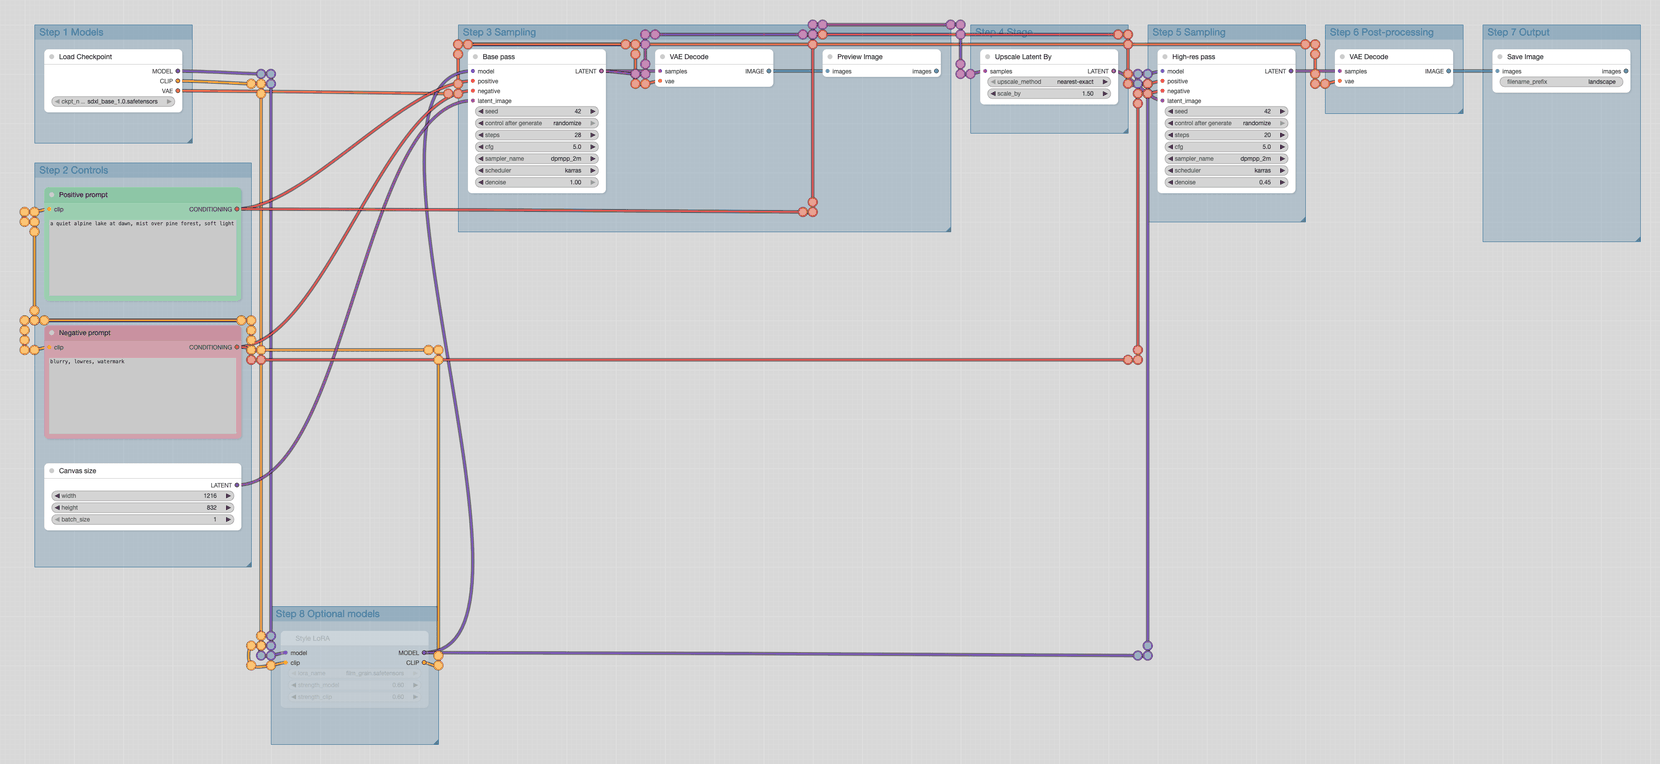 Step 1 Models
Load Checkpoint
MODEL
CLIP
VAE
ckpt_n ... sdxl_base_1.0.safetensors
Step 2 Controls
Positive prompt
clip CONDITIONING
a quiet alpine lake at dawn, mist over pine forest, soft light
Negative prompt
clip CONDITIONING
blurry, lowres, watermark
Canvas size
LATENT
width 1216
height 832
batch_size 1
Step 3 Sampling
Base pass
model LATENT
positive
negative
latent_image
seed 42
control after generate randomize
steps 28
cfg 5.0
sampler_name dpmpp_2m
scheduler karras
denoise 1.00
VAE Decode
samples IMAGE
vae
Preview Image
images images
Step 4 Stage
Upscale Latent By
samples LATENT
upscale_method nearest-exact
scale_by 1.50
Step 5 Sampling
High-res pass
model LATENT
positive
negative
latent_image
seed 42
control after generate randomize
steps 20
cfg 5.0
sampler_name dpmpp_2m
scheduler karras
denoise 0.45
Step 6 Post-processing
VAE Decode
samples IMAGE
vae
Step 7 Output
Save Image
images images
filename_prefix landscape
Step 8 Optional models
Style LoRA
model MODEL
clip CLIP
strength_model 0.60
strength_clip 0.60